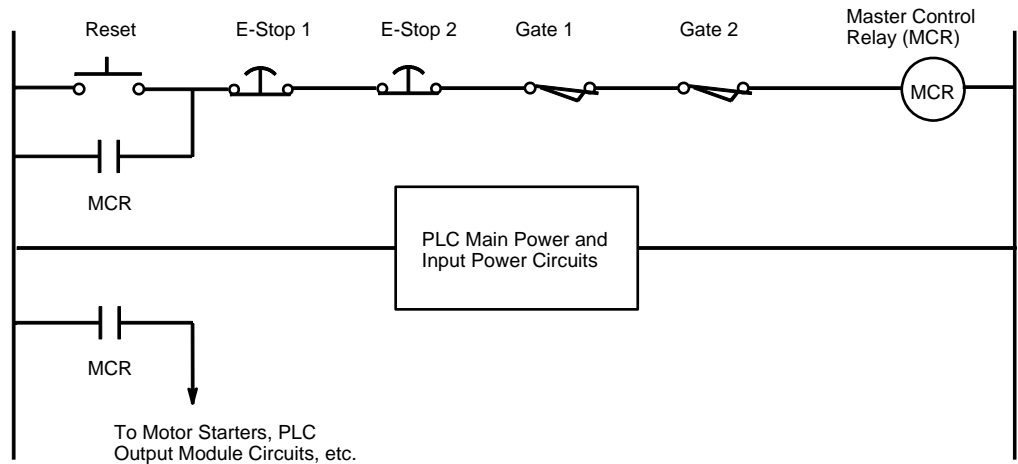 Reset
E-Stop 1
E-Stop 2
Gate 1
Gate 2
Master Control
Relay (MCR)
MCR
MCR
PLC Main Power and
Input Power Circuits
MCR
To Motor Starters, PLC
Output Module Circuits, etc.